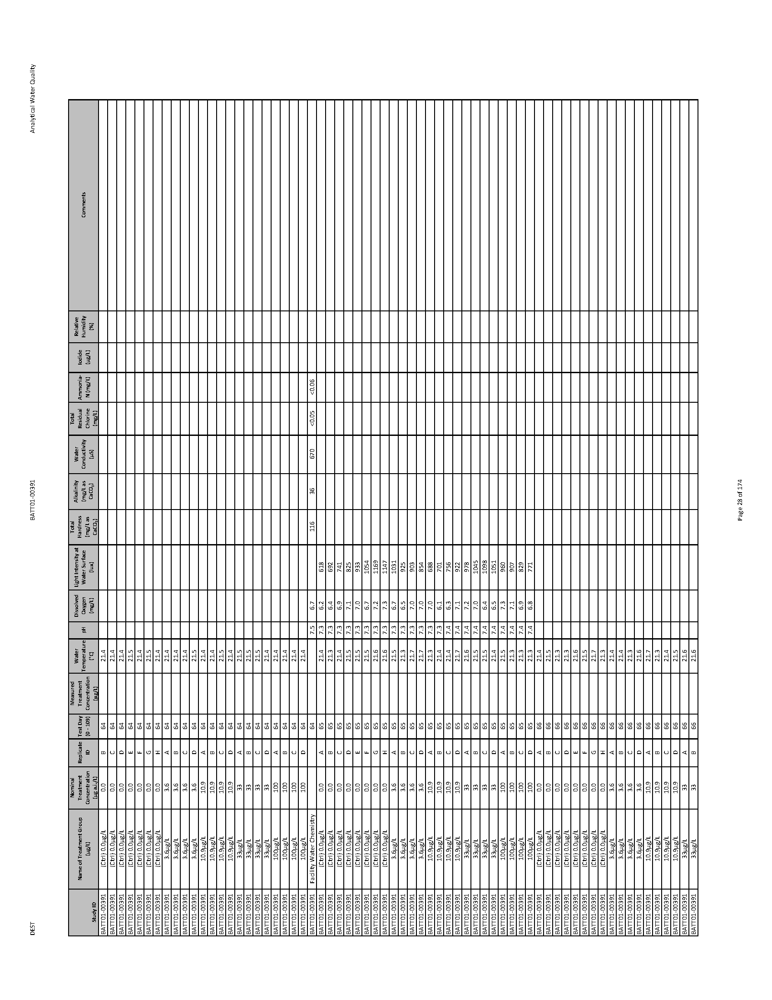 DEST BATT01-00391 Analytical Water Quality
Study ID Name of Treatment Group (µg/L) Nominal Treatment Concentration (µg a.i./L) Replicate ID Test Day (0 - 109) Measured Treatment Concentration (µg/L) Water Temperature (°C) pH Dissolved Oxygen (mg/L) Light Intensity at Water Surface (lux) Total Hardness (mg/L as CaCO₃) Alkalinity (mg/L as CaCO₃) Water Conductivity (µS) Total Residual Chlorine (mg/L) Ammonia-N (mg/L) Iodide (µg/L) Relative Humidity (%) Comments
BATT01-00391 (Ctrl) 0.0µg/L 0.0 B 64 21.4
BATT01-00391 (Ctrl) 0.0µg/L 0.0 C 64 21.4
BATT01-00391 (Ctrl) 0.0µg/L 0.0 D 64 21.4
BATT01-00391 (Ctrl) 0.0µg/L 0.0 E 64 21.5
BATT01-00391 (Ctrl) 0.0µg/L 0.0 F 64 21.4
BATT01-00391 (Ctrl) 0.0µg/L 0.0 G 64 21.5
BATT01-00391 (Ctrl) 0.0µg/L 0.0 H 64 21.4
BATT01-00391 3.6µg/L 3.6 A 64 21.4
BATT01-00391 3.6µg/L 3.6 B 64 21.4
BATT01-00391 3.6µg/L 3.6 C 64 21.4
BATT01-00391 3.6µg/L 3.6 D 64 21.5
BATT01-00391 10.9µg/L 10.9 A 64 21.4
BATT01-00391 10.9µg/L 10.9 B 64 21.4
BATT01-00391 10.9µg/L 10.9 C 64 21.5
BATT01-00391 10.9µg/L 10.9 D 64 21.4
BATT01-00391 33µg/L 33 A 64 21.5
BATT01-00391 33µg/L 33 B 64 21.5
BATT01-00391 33µg/L 33 C 64 21.4
BATT01-00391 33µg/L 33 D 64 21.5
BATT01-00391 100µg/L 100 A 64 21.4
BATT01-00391 100µg/L 100 B 64 21.4
BATT01-00391 100µg/L 100 C 64 21.4
BATT01-00391 100µg/L 100 D 64 21.4
BATT01-00391 Facility Water Chemistry 64 7.5 6.7 116 36 670 <0.05 <0.06
BATT01-00391 (Ctrl) 0.0µg/L 0.0 A 65 21.4 7.3 6.2 618
BATT01-00391 (Ctrl) 0.0µg/L 0.0 B 65 21.3 7.3 6.4 692
BATT01-00391 (Ctrl) 0.0µg/L 0.0 C 65 21.4 7.3 6.9 741
BATT01-00391 (Ctrl) 0.0µg/L 0.0 D 65 21.5 7.3 7.1 825
BATT01-00391 (Ctrl) 0.0µg/L 0.0 E 65 21.5 7.3 7.0 933
BATT01-00391 (Ctrl) 0.0µg/L 0.0 F 65 21.5 7.3 6.7 1054
BATT01-00391 (Ctrl) 0.0µg/L 0.0 G 65 21.6 7.3 7.2 1169
BATT01-00391 (Ctrl) 0.0µg/L 0.0 H 65 21.6 7.3 7.3 1147
BATT01-00391 3.6µg/L 3.6 A 65 21.5 7.3 6.7 1031
BATT01-00391 3.6µg/L 3.6 B 65 21.3 7.3 6.5 925
BATT01-00391 3.6µg/L 3.6 C 65 21.7 7.3 7.0 903
BATT01-00391 3.6µg/L 3.6 D 65 21.7 7.3 7.0 854
BATT01-00391 10.9µg/L 10.9 A 65 21.3 7.3 7.0 688
BATT01-00391 10.9µg/L 10.9 B 65 21.4 7.3 6.1 701
BATT01-00391 10.9µg/L 10.9 C 65 21.4 7.4 6.3 756
BATT01-00391 10.9µg/L 10.9 D 65 21.7 7.4 7.1 922
BATT01-00391 33µg/L 33 A 65 21.6 7.4 7.2 978
BATT01-00391 33µg/L 33 B 65 21.5 7.4 7.0 1045
BATT01-00391 33µg/L 33 C 65 21.5 7.4 6.4 1098
BATT01-00391 33µg/L 33 D 65 21.4 7.4 6.5 1051
BATT01-00391 100µg/L 100 A 65 21.5 7.4 7.3 960
BATT01-00391 100µg/L 100 B 65 21.3 7.4 7.1 907
BATT01-00391 100µg/L 100 C 65 21.3 7.4 6.9 829
BATT01-00391 100µg/L 100 D 65 21.3 7.4 6.8 771
BATT01-00391 (Ctrl) 0.0µg/L 0.0 A 66 21.4
BATT01-00391 (Ctrl) 0.0µg/L 0.0 B 66 21.5
BATT01-00391 (Ctrl) 0.0µg/L 0.0 C 66 21.3
BATT01-00391 (Ctrl) 0.0µg/L 0.0 D 66 21.3
BATT01-00391 (Ctrl) 0.0µg/L 0.0 E 66 21.6
BATT01-00391 (Ctrl) 0.0µg/L 0.0 F 66 21.5
BATT01-00391 (Ctrl) 0.0µg/L 0.0 G 66 21.7
BATT01-00391 (Ctrl) 0.0µg/L 0.0 H 66 21.3
BATT01-00391 3.6µg/L 3.6 A 66 21.4
BATT01-00391 3.6µg/L 3.6 B 66 21.4
BATT01-00391 3.6µg/L 3.6 C 66 21.3
BATT01-00391 3.6µg/L 3.6 D 66 21.6
BATT01-00391 10.9µg/L 10.9 A 66 21.7
BATT01-00391 10.9µg/L 10.9 B 66 21.3
BATT01-00391 10.9µg/L 10.9 C 66 21.4
BATT01-00391 10.9µg/L 10.9 D 66 21.5
BATT01-00391 33µg/L 33 A 66 21.6
BATT01-00391 33µg/L 33 B 66 21.6
Page 28 of 174